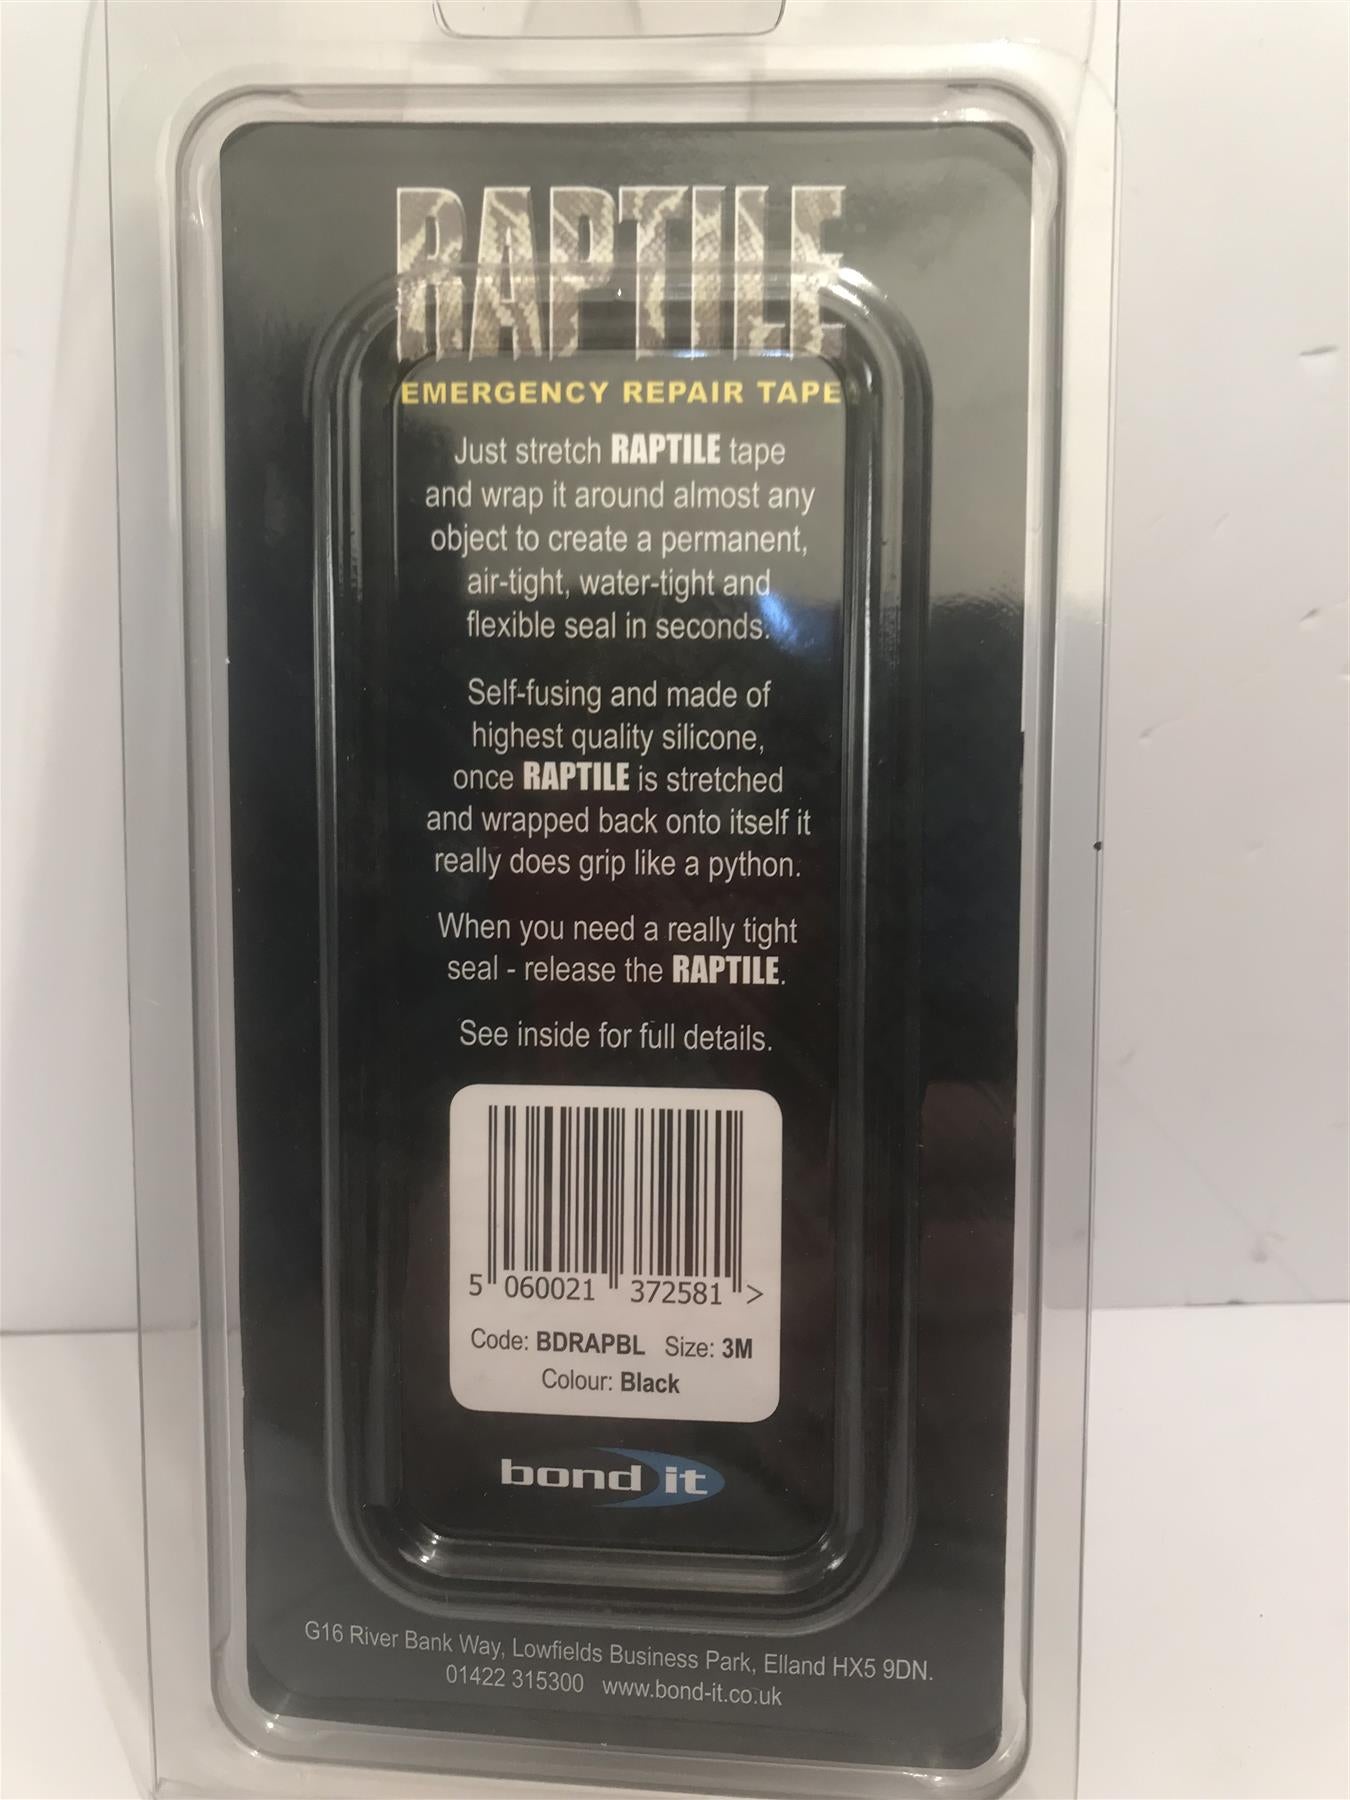 RAPTILE
EMERGENCY REPAIR TAPE
Just stretch RAPTILE tape
and wrap it around almost any
object to create a permanent,
air-tight, water-tight and
flexible seal in seconds.
Self-fusing and made of
highest quality silicone,
once RAPTILE is stretched
and wrapped back onto itself it
really does grip like a python.
When you need a really tight
seal - release the RAPTILE.
See inside for full details.
5 060021 372581 >
Code: BDRAPBL Size: 3M
Colour: Black
bond it
G16 River Bank Way, Lowfields Business Park, Elland HX5 9DN.
01422 315300 www.bond-it.co.uk